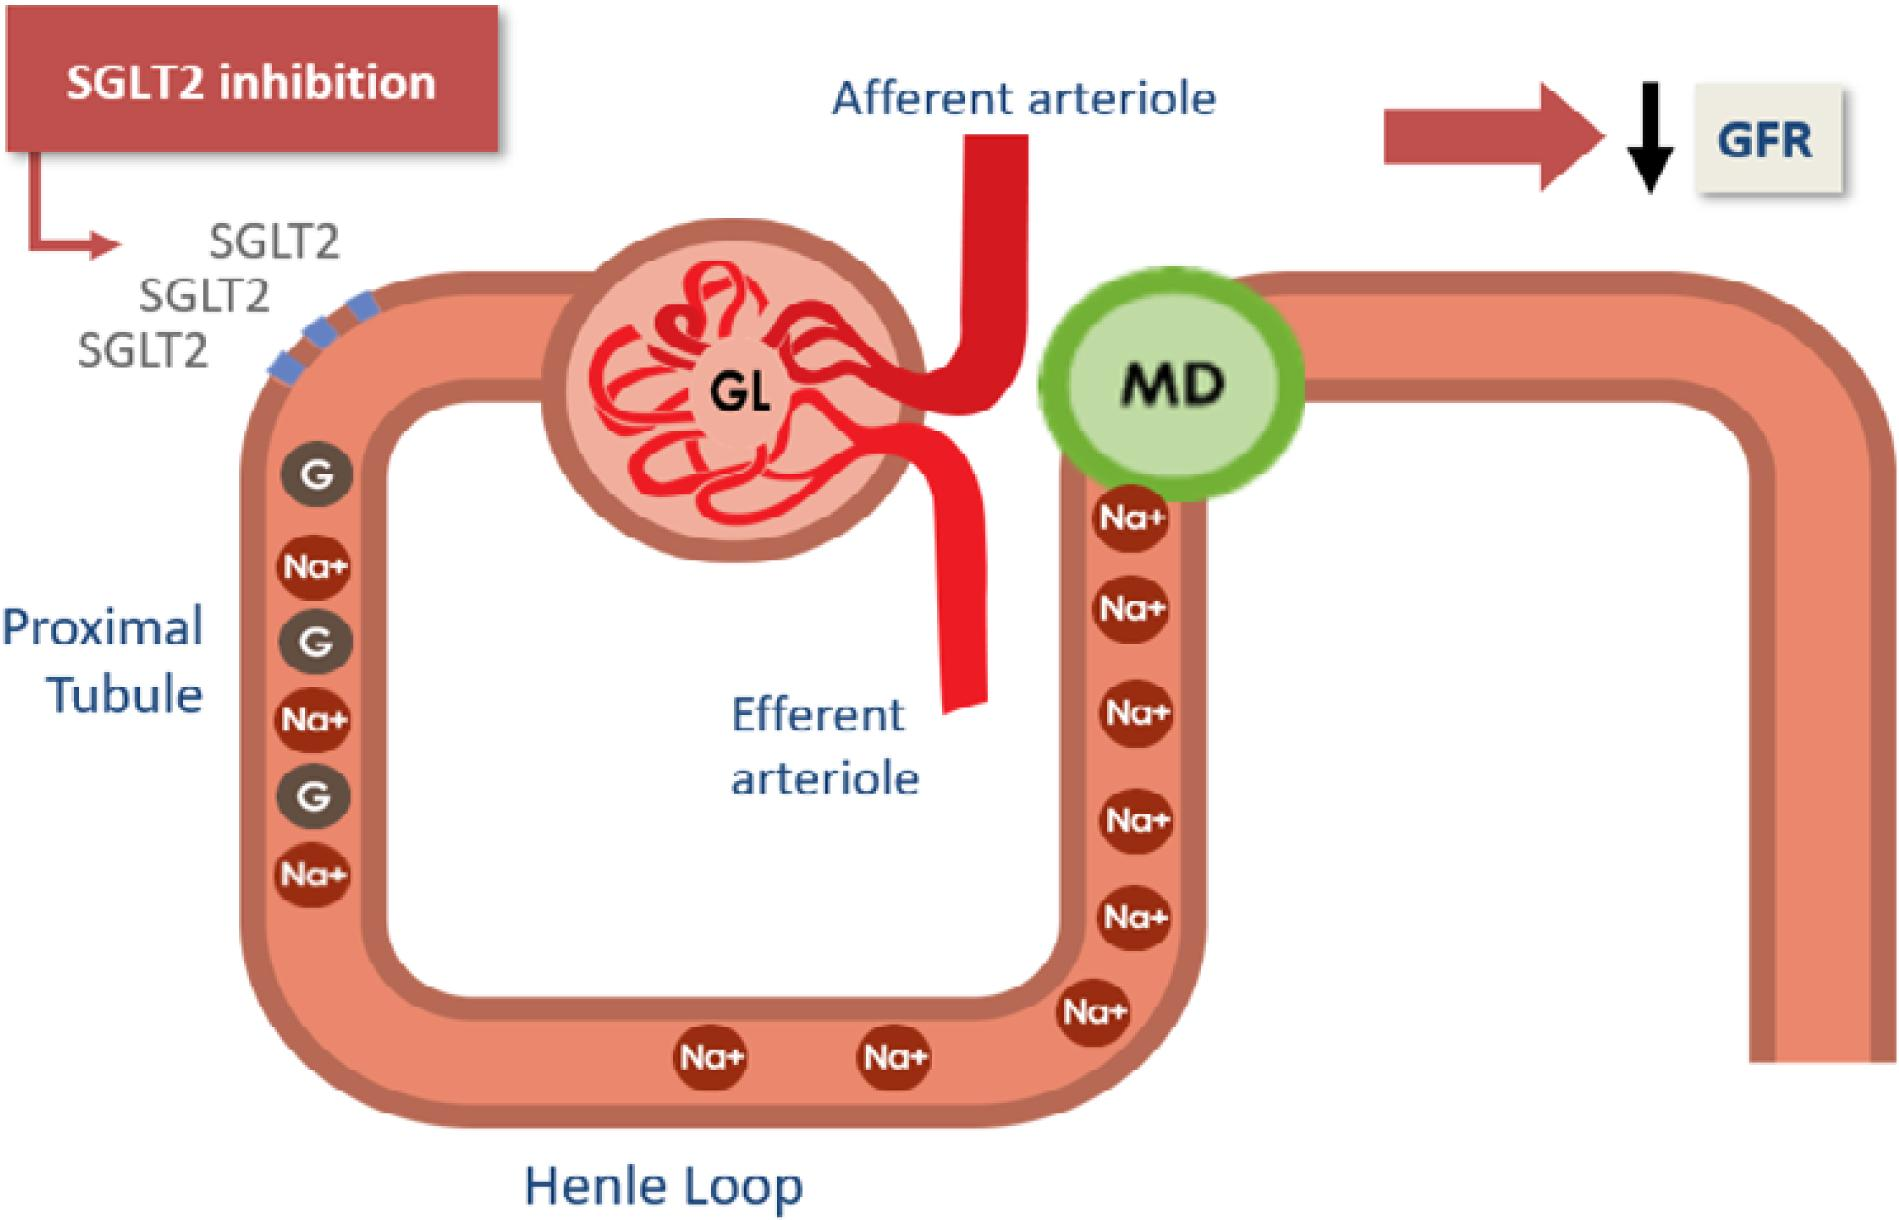 SGLT2 inhibition
Afferent arteriole
GFR
SGLT2
SGLT2
SGLT2
GL
MD
G
Na+
G
Na+
G
Na+
Proximal
Tubule
Efferent
arteriole
Na+
Na+
Na+
Na+
Na+
Na+
Na+
Na+
Henle Loop